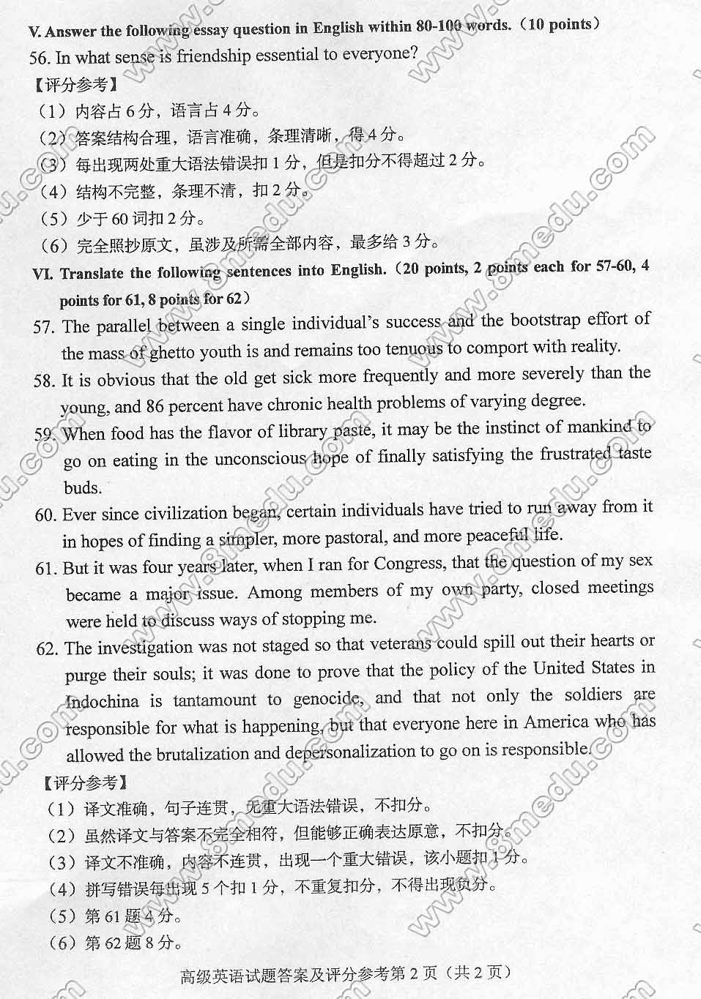 V. Answer the following essay question in English within 80-100 words.（10 points）
56. In what sense is friendship essential to everyone?
【评分参考】
（1）内容占 6 分，语言占 4 分。
（2）答案结构合理，语言准确，条理清晰，得 4 分。
（3）每出现两处重大语法错误扣 1 分，但是扣分不得超过 2 分。
（4）结构不完整，条理不清，扣 2 分。
（5）少于 60 词扣 2 分。
（6）完全照抄原文，虽涉及所需全部内容，最多给 3 分。
VI. Translate the following sentences into English.（20 points, 2 points each for 57-60, 4
points for 61, 8 points for 62）
57. The parallel between a single individual's success and the bootstrap effort of
the mass of ghetto youth is and remains too tenuous to comport with reality.
58. It is obvious that the old get sick more frequently and more severely than the
young, and 86 percent have chronic health problems of varying degree.
59. When food has the flavor of library paste, it may be the instinct of mankind to
go on eating in the unconscious hope of finally satisfying the frustrated taste
buds.
60. Ever since civilization began, certain individuals have tried to run away from it
in hopes of finding a simpler, more pastoral, and more peaceful life.
61. But it was four years later, when I ran for Congress, that the question of my sex
became a major issue. Among members of my own party, closed meetings
were held to discuss ways of stopping me.
62. The investigation was not staged so that veterans could spill out their hearts or
purge their souls; it was done to prove that the policy of the United States in
Indochina is tantamount to genocide, and that not only the soldiers are
responsible for what is happening, but that everyone here in America who has
allowed the brutalization and depersonalization to go on is responsible.
【评分参考】
（1）译文准确，句子连贯，无重大语法错误，不扣分。
（2）虽然译文与答案不完全相符，但能够正确表达原意，不扣分。
（3）译文不准确，内容不连贯，出现一个重大错误，该小题扣 1 分。
（4）拼写错误每出现 5 个扣 1 分，不重复扣分，不得出现负分。
（5）第 61 题 4 分。
（6）第 62 题 8 分。
高级英语试题答案及评分参考第 2 页（共 2 页）
www.8medu.com